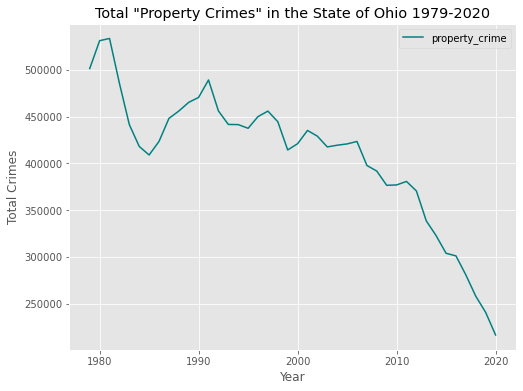 Total "Property Crimes" in the State of Ohio 1979-2020
property_crime
500000
450000
400000
350000
300000
250000
Total Crimes
1980
1990
2000
2010
2020
Year